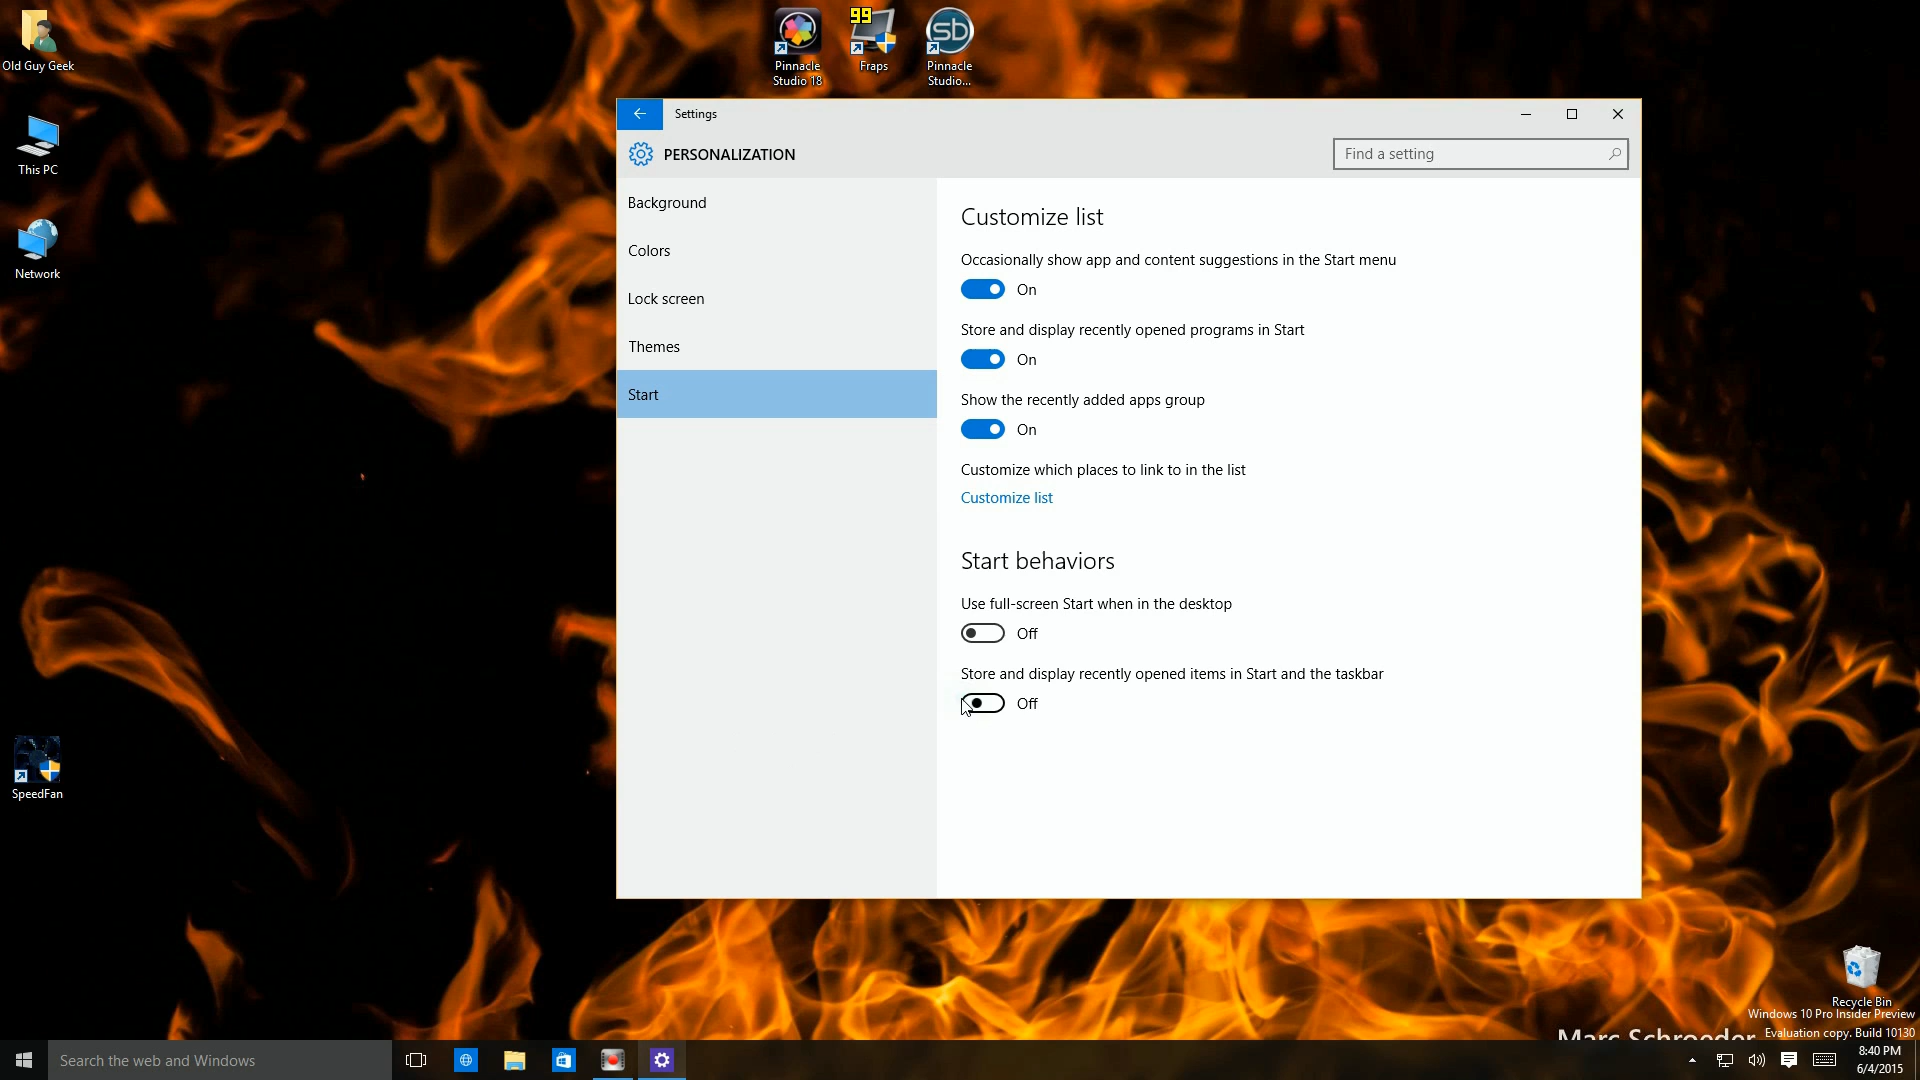 Old Guy Geek
This PC
Network
SpeedFan
Pinnacle
Studio 18
99
Fraps
sb
Pinnacle
Studio...
Settings
PERSONALIZATION
Find a setting
Background
Colors
Lock screen
Themes
Start
Customize list
Occasionally show app and content suggestions in the Start menu
On
Store and display recently opened programs in Start
On
Show the recently added apps group
On
Customize which places to link to in the list
Customize list
Start behaviors
Use full-screen Start when in the desktop
Off
Store and display recently opened items in Start and the taskbar
Off
Recycle Bin
Windows 10 Pro Insider Preview
Marc Schroeder
Evaluation copy. Build 10130
Search the web and Windows
8:40 PM
6/4/2015